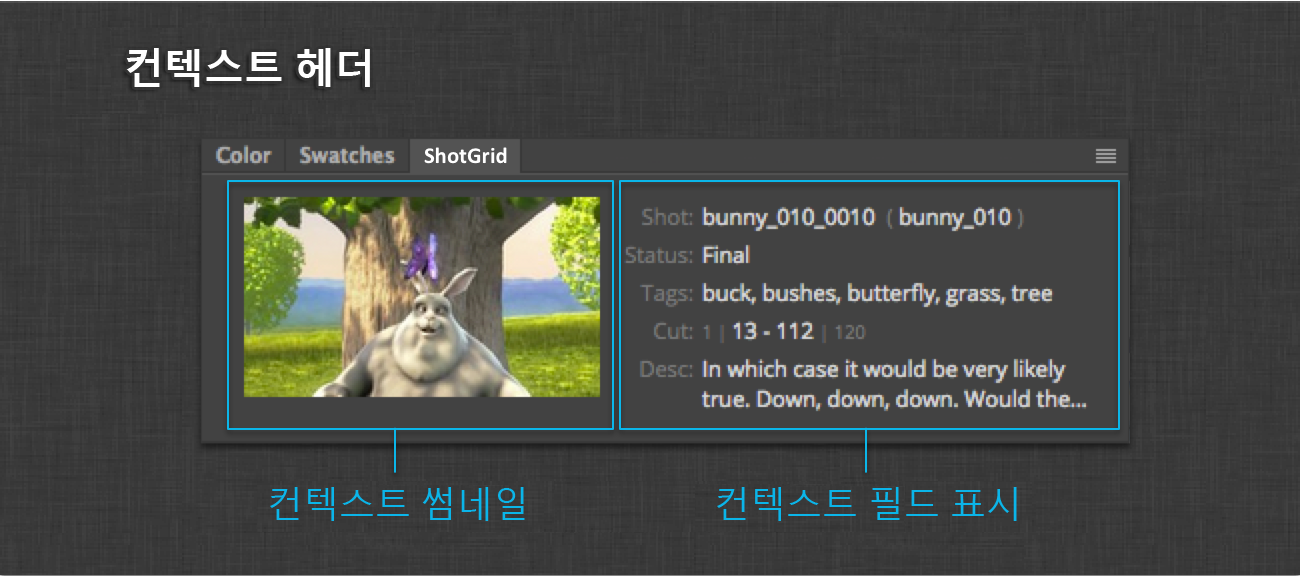 컨텍스트 헤더
Color Swatches ShotGrid
Shot: bunny_010_0010 ( bunny_010 )
Status: Final
Tags: buck, bushes, butterfly, grass, tree
Cut: 1 | 13 - 112 | 120
Desc: In which case it would be very likely
true. Down, down, down. Would the...
컨텍스트 썸네일 컨텍스트 필드 표시